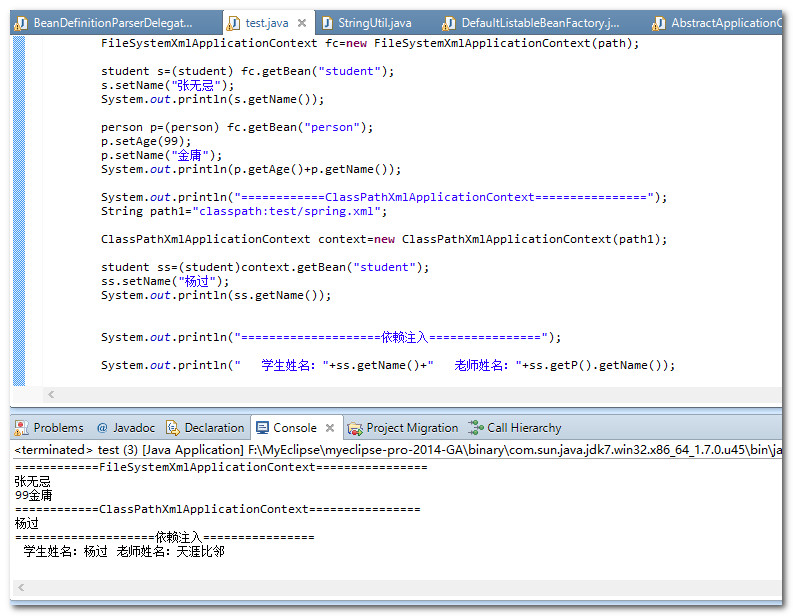 BeanDefinitionParserDelegat... test.java StringUtil.java DefaultListableBeanFactory.j... AbstractApplicationC
FileSystemXmlApplicationContext fc=new FileSystemXmlApplicationContext(path);
student s=(student) fc.getBean("student");
s.setName("张无忌");
System.out.println(s.getName());
person p=(person) fc.getBean("person");
p.setAge(99);
p.setName("金庸");
System.out.println(p.getAge()+p.getName());
System.out.println("============ClassPathXmlApplicationContext================");
String path1="classpath:test/spring.xml";
ClassPathXmlApplicationContext context=new ClassPathXmlApplicationContext(path1);
student ss=(student)context.getBean("student");
ss.setName("杨过");
System.out.println(ss.getName());
System.out.println("====================依赖注入================");
System.out.println("   学生姓名："+ss.getName()+"   老师姓名："+ss.getP().getName());
Problems @ Javadoc Declaration Console Project Migration Call Hierarchy
<terminated> test (3) [Java Application] F:\MyEclipse\myeclipse-pro-2014-GA\binary\com.sun.java.jdk7.win32.x86_64_1.7.0.u45\bin\ja
============FileSystemXmlApplicationContext================
张无忌
99金庸
============ClassPathXmlApplicationContext================
杨过
====================依赖注入================
学生姓名：杨过 老师姓名：天涯比邻